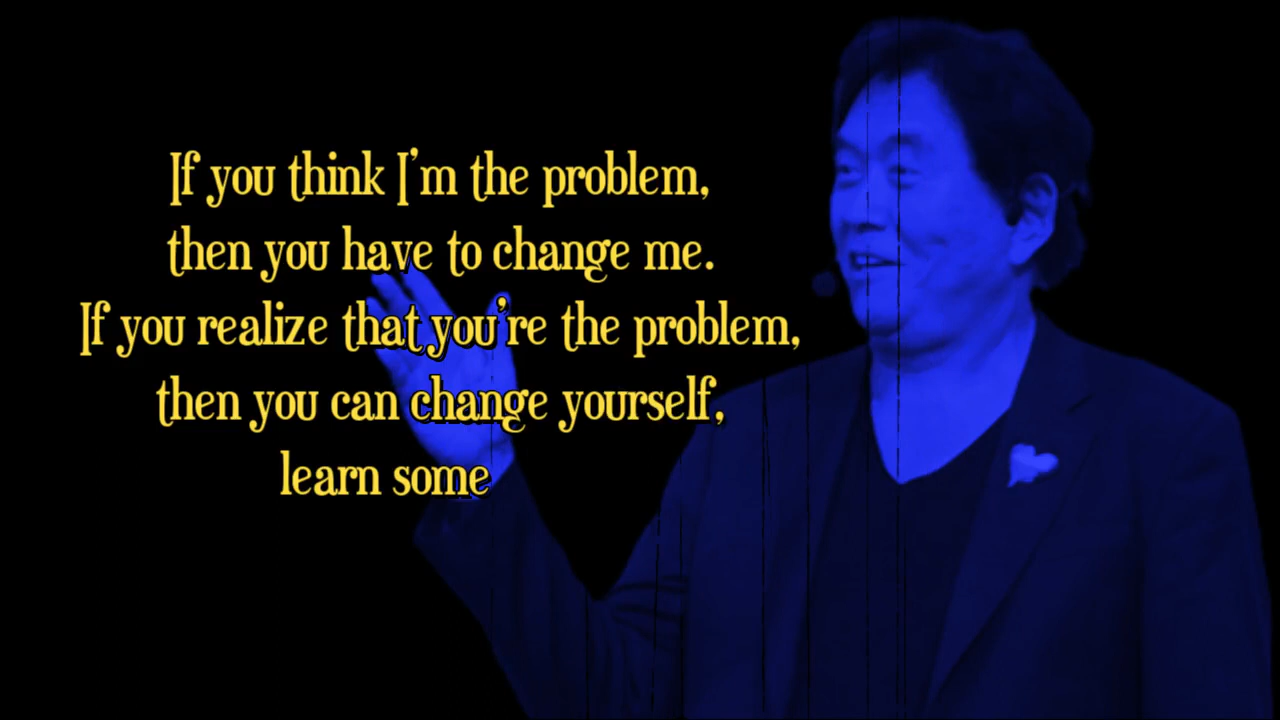 If you think I'm the problem,
then you have to change me.
If you realize that you're the problem,
then you can change yourself,
learn some